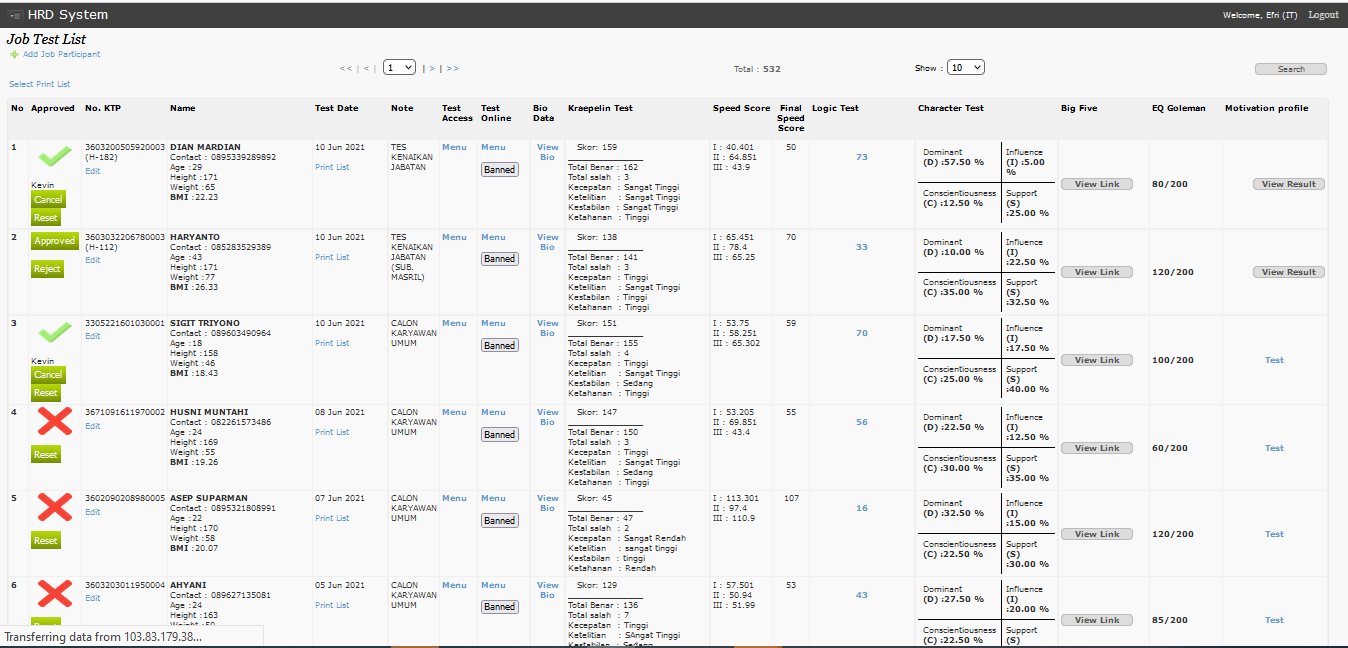 HRD System
Welcome, Efri (IT) Logout
Job Test List
Add Job Participant
<< | < | 1 | > | >>
Total : 532
Show : 10
Search
Select Print List
No Approved No. KTP Name Test Date Note Test Access Test Online Bio Data Kraepelin Test Speed Score Final Speed Score Logic Test Character Test Big Five EQ Goleman Motivation profile
1
Kevin
Cancel
Reset
3603200505920003
(H-182)
Edit
DIAN MARDIAN
Contact : 0895339289892
Age :29
Height :171
Weight :65
BMI :22.23
10 Jun 2021
Print List
TES
KENAIKAN
JABATAN
Menu
Menu
Banned
View
Bio
Skor: 159
Total Benar : 162
Total salah : 3
Kecepatan : Sangat Tinggi
Ketelitian : Sangat Tinggi
Kestabilan : Sangat Tinggi
Ketahanan : Tinggi
I : 40.401
II : 64.851
III : 43.9
50
73
Dominant
(D) :57.50 %
Influence
(I) :5.00
%
Conscientiousness
(C) :12.50 %
Support
(S)
:25.00 %
View Link
80/200
View Result
2
Approved
Reject
3603032206780003
(H-112)
Edit
HARYANTO
Contact : 085283529389
Age :43
Height :171
Weight :77
BMI :26.33
10 Jun 2021
Print List
TES
KENAIKAN
JABATAN
(SUB.
MASRIL)
Menu
Menu
Banned
View
Bio
Skor: 138
Total Benar : 141
Total salah : 3
Kecepatan : Tinggi
Ketelitian : Sangat Tinggi
Kestabilan : Tinggi
Ketahanan : Tinggi
I : 65.451
II : 78.4
III : 65.25
70
33
Dominant
(D) :10.00 %
Influence
(I)
:22.50 %
Conscientiousness
(C) :35.00 %
Support
(S)
:32.50 %
View Link
120/200
View Result
3
Kevin
Cancel
Reset
3305221601030001
Edit
SIGIT TRIYONO
Contact : 089603490964
Age :18
Height :158
Weight :46
BMI :18.43
10 Jun 2021
Print List
CALON
KARYAWAN
UMUM
Menu
Menu
Banned
View
Bio
Skor: 151
Total Benar : 155
Total salah : 4
Kecepatan : Tinggi
Ketelitian : Sangat Tinggi
Kestabilan : Sedang
Ketahanan : Tinggi
I : 53.75
II : 58.251
III : 65.302
59
70
Dominant
(D) :17.50 %
Influence
(I)
:17.50 %
Conscientiousness
(C) :25.00 %
Support
(S)
:40.00 %
View Link
100/200
Test
4
Reset
3671091611970002
Edit
HUSNI MUNTAHI
Contact : 082261573486
Age :24
Height :169
Weight :55
BMI :19.26
08 Jun 2021
Print List
CALON
KARYAWAN
UMUM
Menu
Menu
Banned
View
Bio
Skor: 147
Total Benar : 150
Total salah : 3
Kecepatan : Tinggi
Ketelitian : Sangat Tinggi
Kestabilan : Sedang
Ketahanan : Tinggi
I : 53.205
II : 69.851
III : 43.4
55
56
Dominant
(D) :22.50 %
Influence
(I)
:12.50 %
Conscientiousness
(C) :30.00 %
Support
(S)
:35.00 %
View Link
60/200
Test
5
Reset
3602090208980005
Edit
ASEP SUPARMAN
Contact : 0895321808991
Age :22
Height :170
Weight :58
BMI :20.07
07 Jun 2021
Print List
CALON
KARYAWAN
UMUM
Menu
Menu
Banned
View
Bio
Skor: 45
Total Benar : 47
Total salah : 2
Kecepatan : Sangat Rendah
Ketelitian : sangat tinggi
Kestabilan : tinggi
Ketahanan : Rendah
I : 113.301
II : 97.4
III : 110.9
107
16
Dominant
(D) :32.50 %
Influence
(I)
:15.00 %
Conscientiousness
(C) :22.50 %
Support
(S)
:30.00 %
View Link
120/200
Test
6
3603203011950004
Edit
AHYANI
Contact : 089627135081
Age :24
Height :163
05 Jun 2021
Print List
CALON
KARYAWAN
UMUM
Menu
Menu
Banned
View
Bio
Skor: 129
Total Benar : 136
Total salah : 7
Kecepatan : Tinggi
Ketelitian : SAngat Tinggi
Kestabilan : Sedang
I : 57.501
II : 50.94
III : 51.99
53
43
Dominant
(D) :27.50 %
Influence
(I)
:20.00 %
Conscientiousness
(C) :22.50 %
Support
(S)
View Link
85/200
Test
Transferring data from 103.83.179.38...